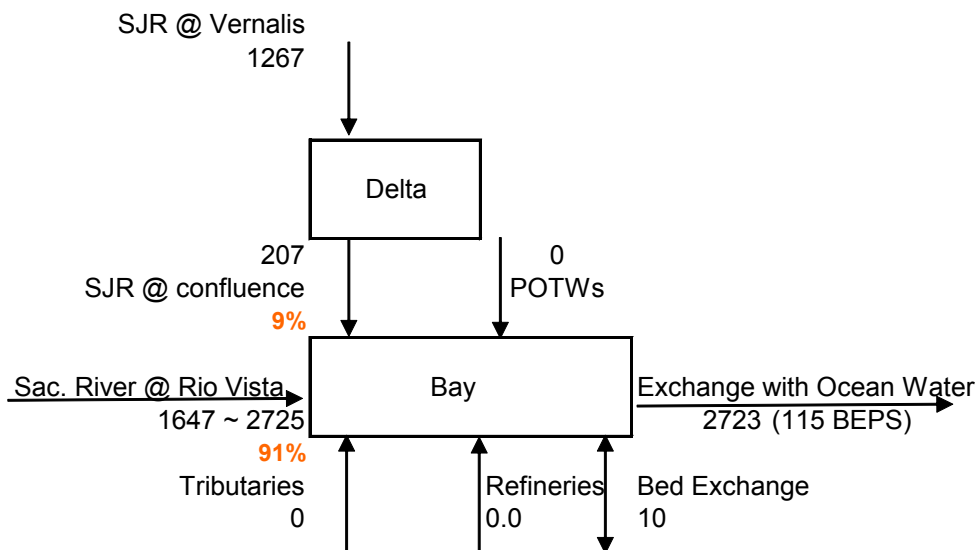 SJR @ Vernalis
1267
Delta
207
0
SJR @ confluence
POTWs
9%
Sac. River @ Rio Vista
Bay
Exchange with Ocean Water
1647 ~ 2725
2723 (115 BEPS)
91%
Tributaries
Refineries
Bed Exchange
0
0.0
10